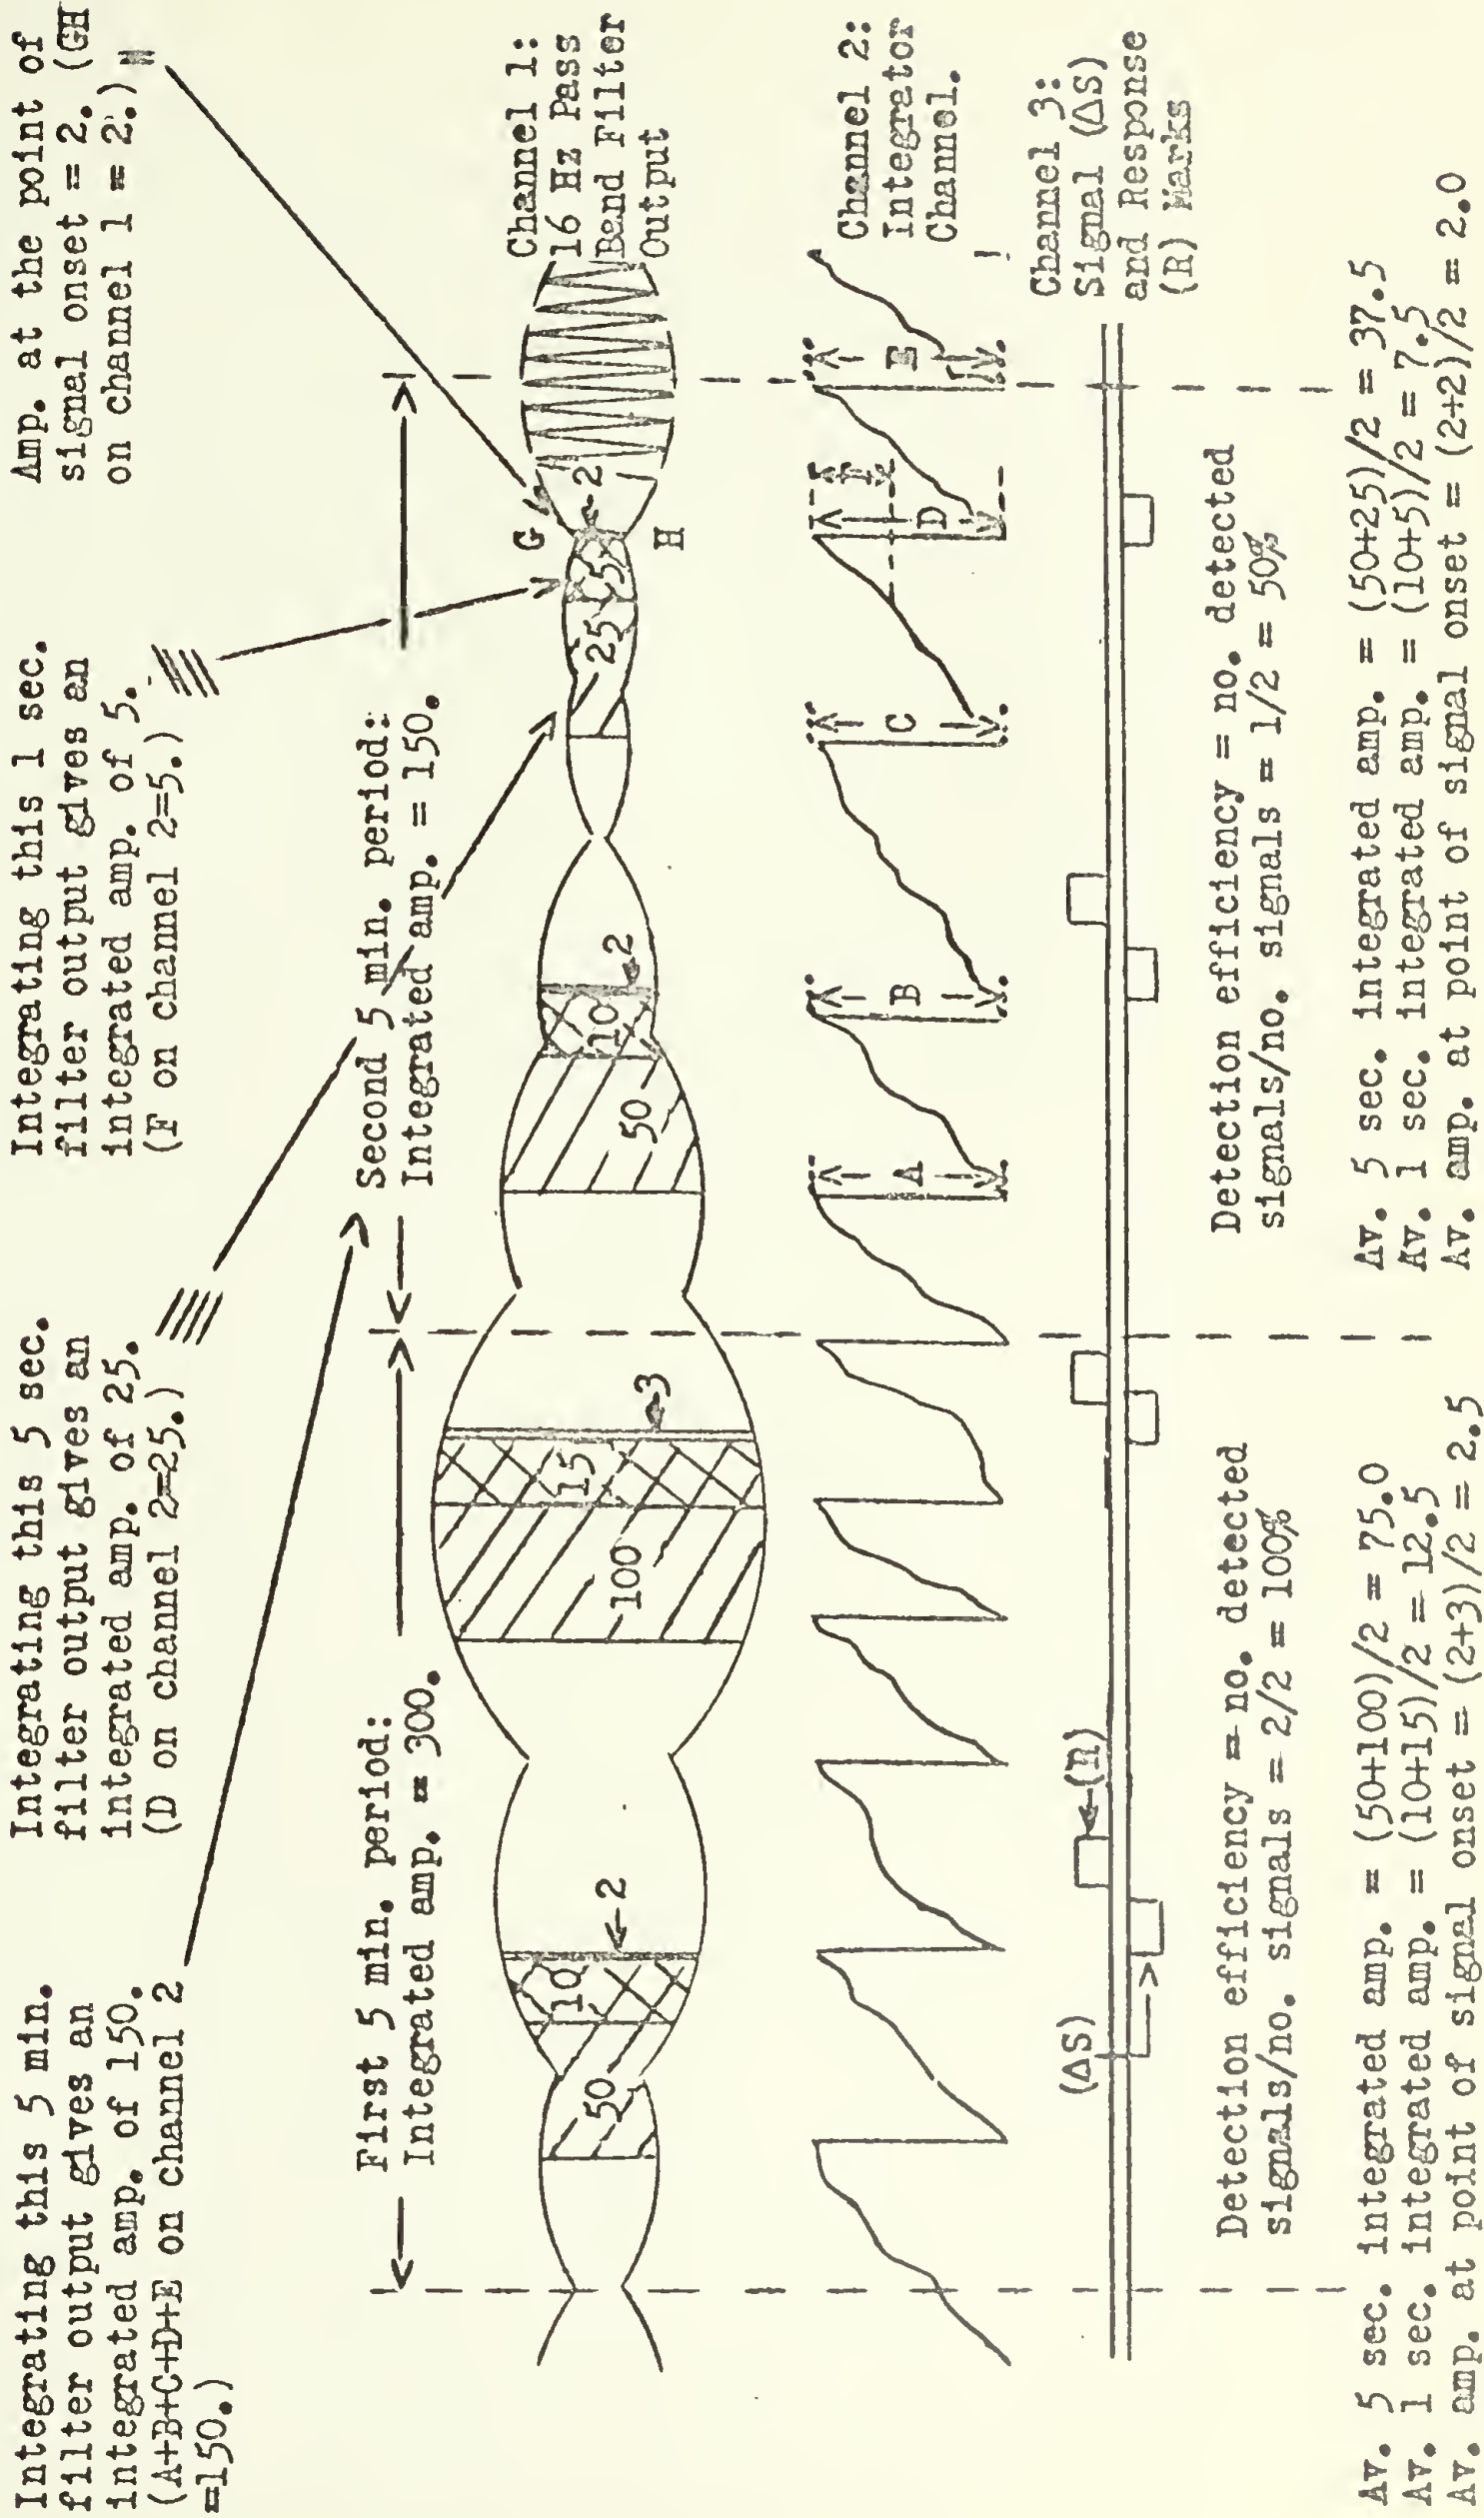 Integrating this 5 min.
filter output gives an
integrated amp. of 150.
(A+B+C+D+E on channel 2
=150.)
Integrating this 5 sec.
filter output gives an
integrated amp. of 25.
(D on channel 2=25.)
Integrating this 1 sec.
filter output gives an
integrated amp. of 5.
(F on channel 2=5.)
Amp. at the point of
signal onset = 2. (GH
on channel 1 = 2.)
First 5 min. period:
Integrated amp. = 300.
Second 5 min. period:
Integrated amp. = 150.
50
10
2
100
15
3
50
10
2
25
5
2
G
H
Channel 1:
16 Hz Pass
Band Filter
Output
A
B
C
D
F
E
Channel 2:
Integrator
Channel.
(ΔS)
(R)
Channel 3:
Signal (ΔS)
and Response
(R) Marks
Detection efficiency = no. detected
signals/no. signals = 2/2 = 100%
Detection efficiency = no. detected
signals/no. signals = 1/2 = 50%
Av. 5 sec. integrated amp. = (50+100)/2 = 75.0
Av. 1 sec. integrated amp. = (10+15)/2 = 12.5
Av. amp. at point of signal onset = (2+3)/2 = 2.5
Av. 5 sec. integrated amp. = (50+25)/2 = 37.5
Av. 1 sec. integrated amp. = (10+5)/2 = 7.5
Av. amp. at point of signal onset = (2+2)/2 = 2.0